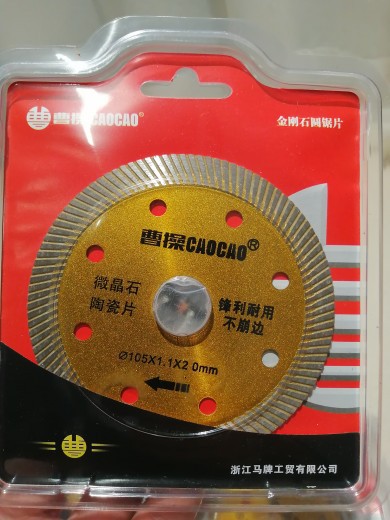 曹操CAOCAO®
金刚石圆锯片
曹操CAOCAO®
微晶石
陶瓷片
锋利耐用
不崩边
Ø105X1.1X20mm
浙江马牌工贸有限公司